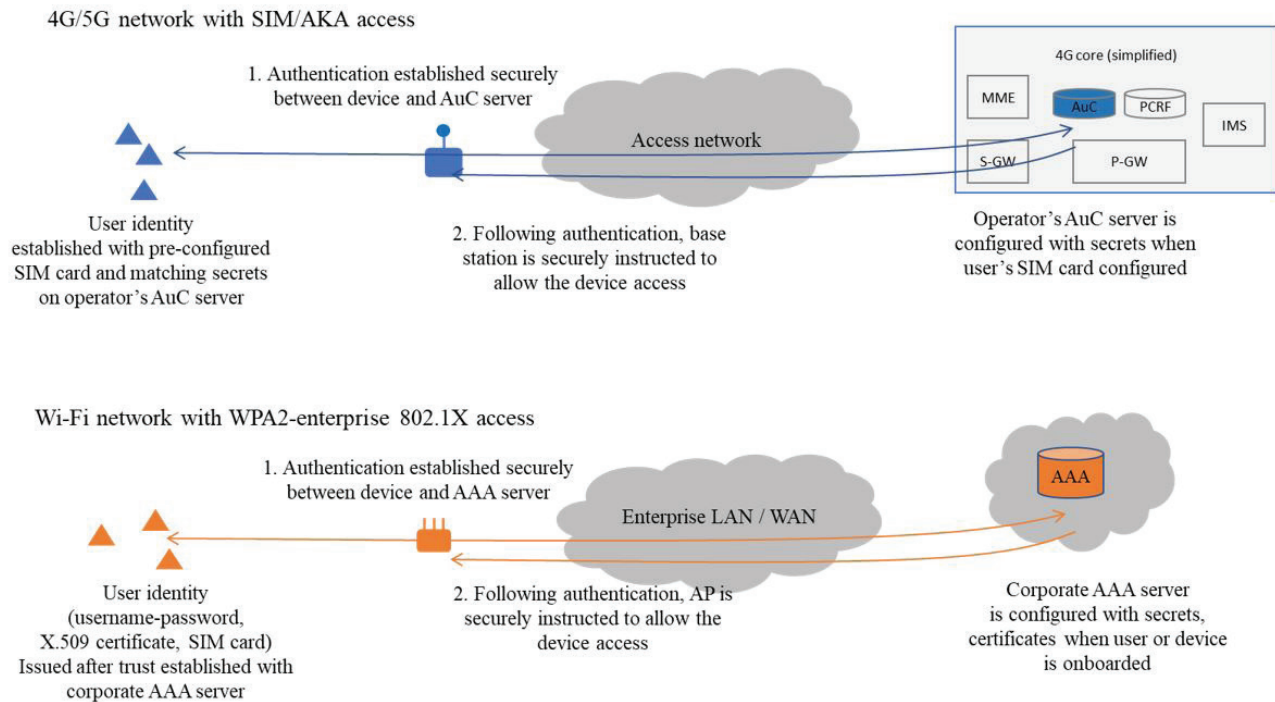 4G/5G network with SIM/AKA access
1. Authentication established securely
between device and AuC server
4G core (simplified)
MME
AuC
PCRF
IMS
Access network
S-GW
P-GW
User identity
established with pre-configured
SIM card and matching secrets
on operator's AuC server
2. Following authentication, base
station is securely instructed to
allow the device access
Operator's AuC server is
configured with secrets when
user's SIM card configured
Wi-Fi network with WPA2-enterprise 802.1X access
1. Authentication established securely
between device and AAA server
AAA
Enterprise LAN / WAN
User identity
(username-password,
X.509 certificate, SIM card)
Issued after trust established with
corporate AAA server
2. Following authentication, AP is
securely instructed to allow the
device access
Corporate AAA server
is configured with secrets,
certificates when user or device
is onboarded